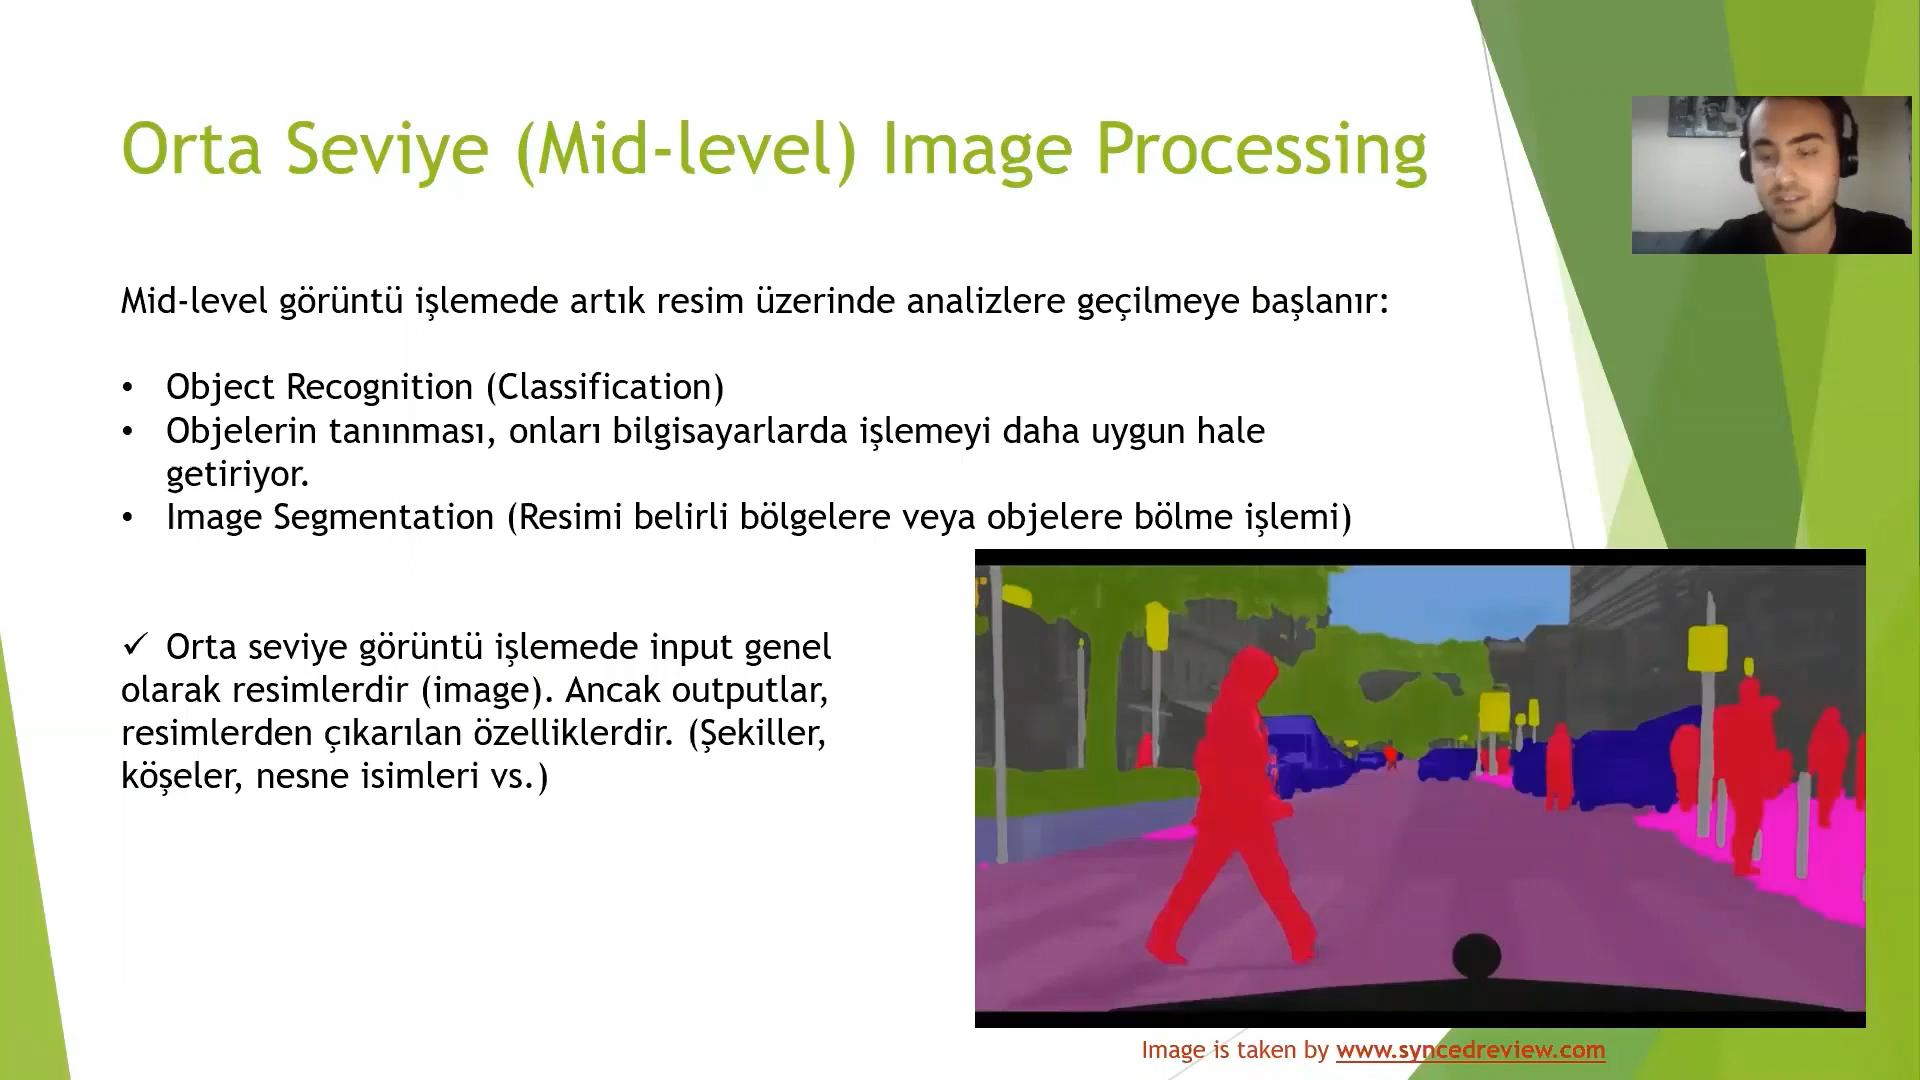 Orta Seviye (Mid-level) Image Processing
Mid-level görüntü işlemede artık resim üzerinde analizlere geçilmeye başlanır:
• Object Recognition (Classification)
• Objelerin tanınması, onları bilgisayarlarda işlemeyi daha uygun hale
getiriyor.
• Image Segmentation (Resimi belirli bölgelere veya objelere bölme işlemi)
✓ Orta seviye görüntü işlemede input genel
olarak resimlerdir (image). Ancak outputlar,
resimlerden çıkarılan özelliklerdir. (Şekiller,
köşeler, nesne isimleri vs.)
Image is taken by www.syncedreview.com